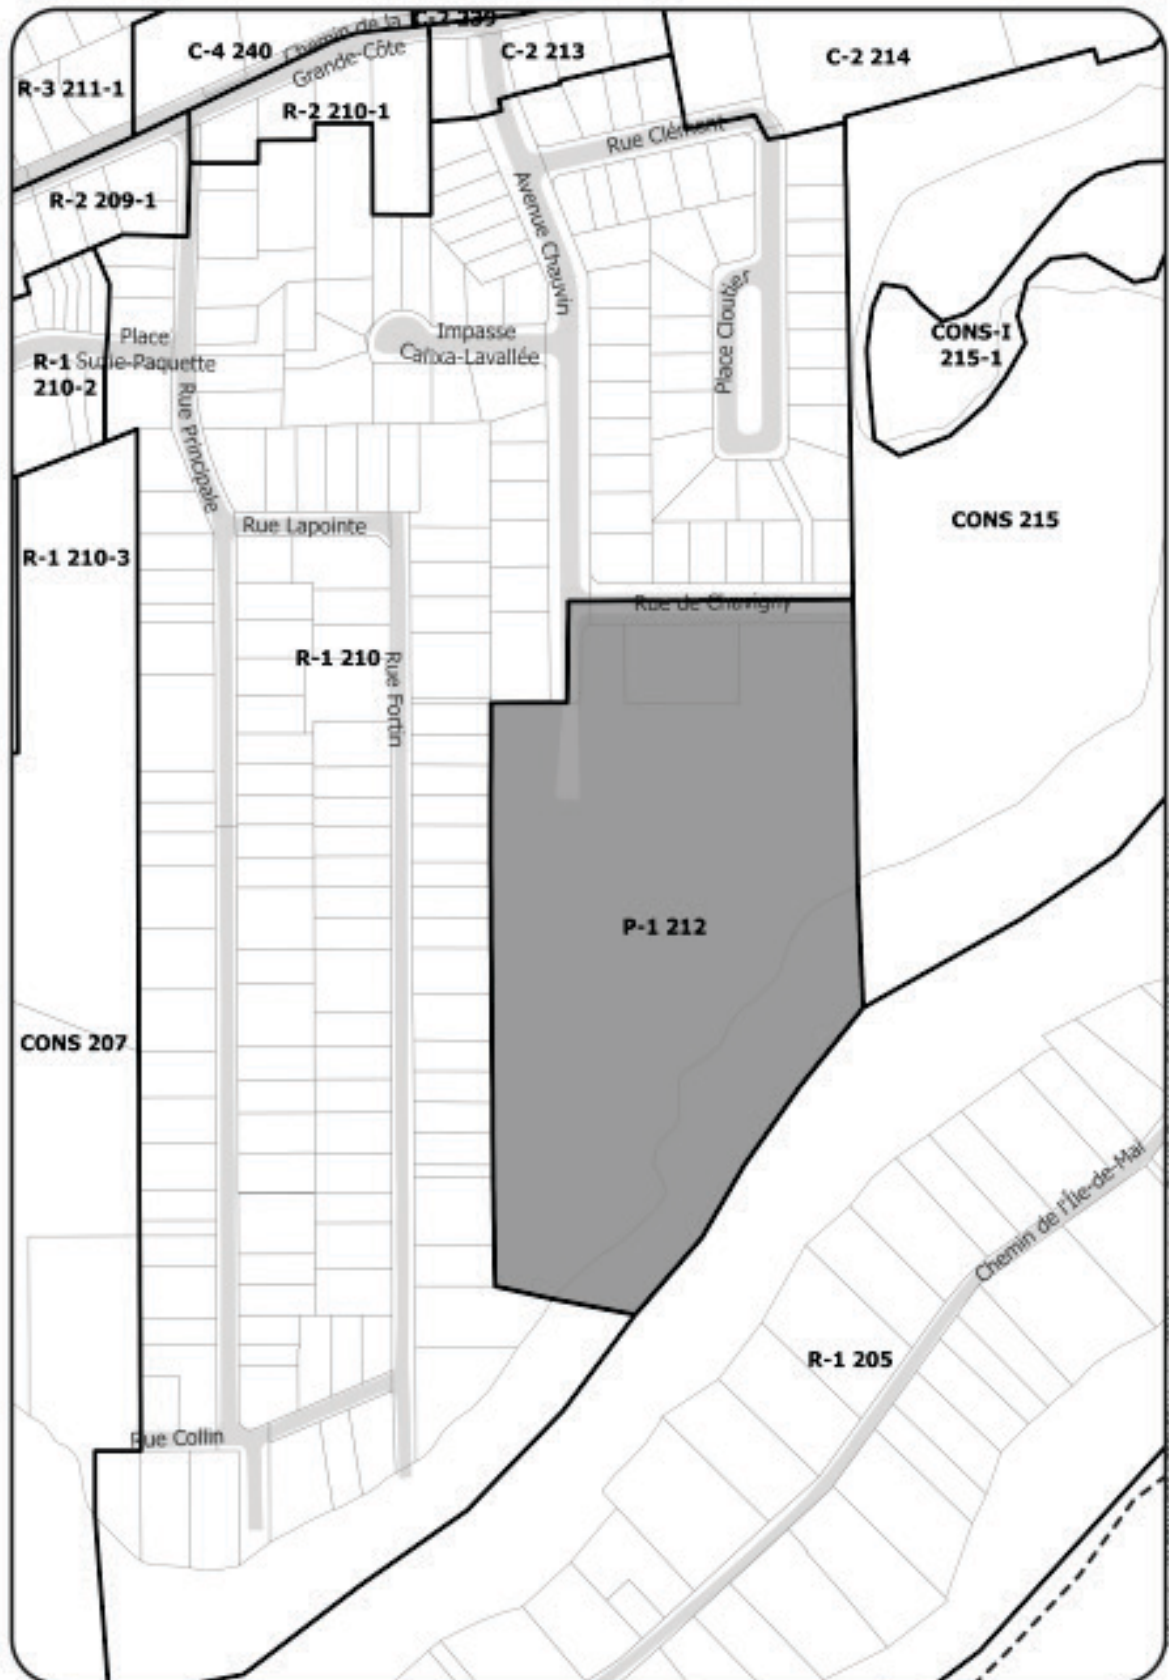 C-2 239
C-4 240
Chemin de la
Grande-Côte
C-2 213
C-2 214
R-3 211-1
R-2 210-1
Rue Clément
R-2 209-1
Avenue Chauvin
Place Cloutier
Impasse
Calixa-Lavallée
Place
Suzie-Paquette
R-1
210-2
CONS-I
215-1
Rue Principale
Rue Lapointe
CONS 215
R-1 210-3
Rue de Chavigny
R-1 210
Rue Fortin
P-1 212
CONS 207
Chemin de l'Île-de-Mai
R-1 205
Rue Collin